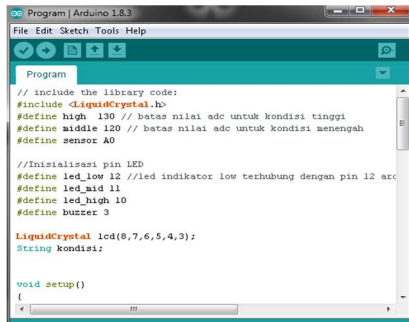 Program | Arduino 1.8.3
File Edit Sketch Tools Help
Program
// include the library code:
#include <LiquidCrystal.h>
#define high 130 // batas nilai adc untuk kondisi tinggi
#define middle 120 // batas nilai adc untuk kondisi menengah
#define sensor A0
//Inisialisasi pin LED
#define led_low 12 //led indikator low terhubung dengan pin 12 ard
#define led_mid 11
#define led_high 10
#define buzzer 3
LiquidCrystal lcd(8,7,6,5,4,3);
String kondisi;
void setup()
{